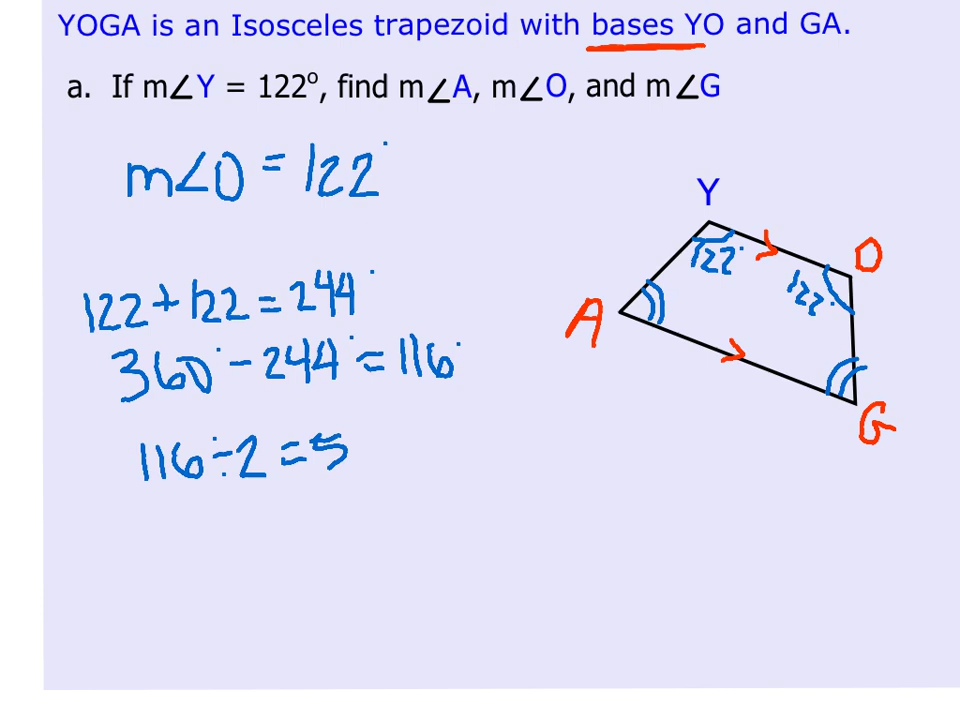 YOGA is an Isosceles trapezoid with bases YO and GA.
a. If m∠Y = 122°, find m∠A, m∠O, and m∠G
m∠O = 122°
Y
O
122°
122°
A
G
122 + 122 = 244°
360° - 244° = 116°
116° ÷ 2 = 5